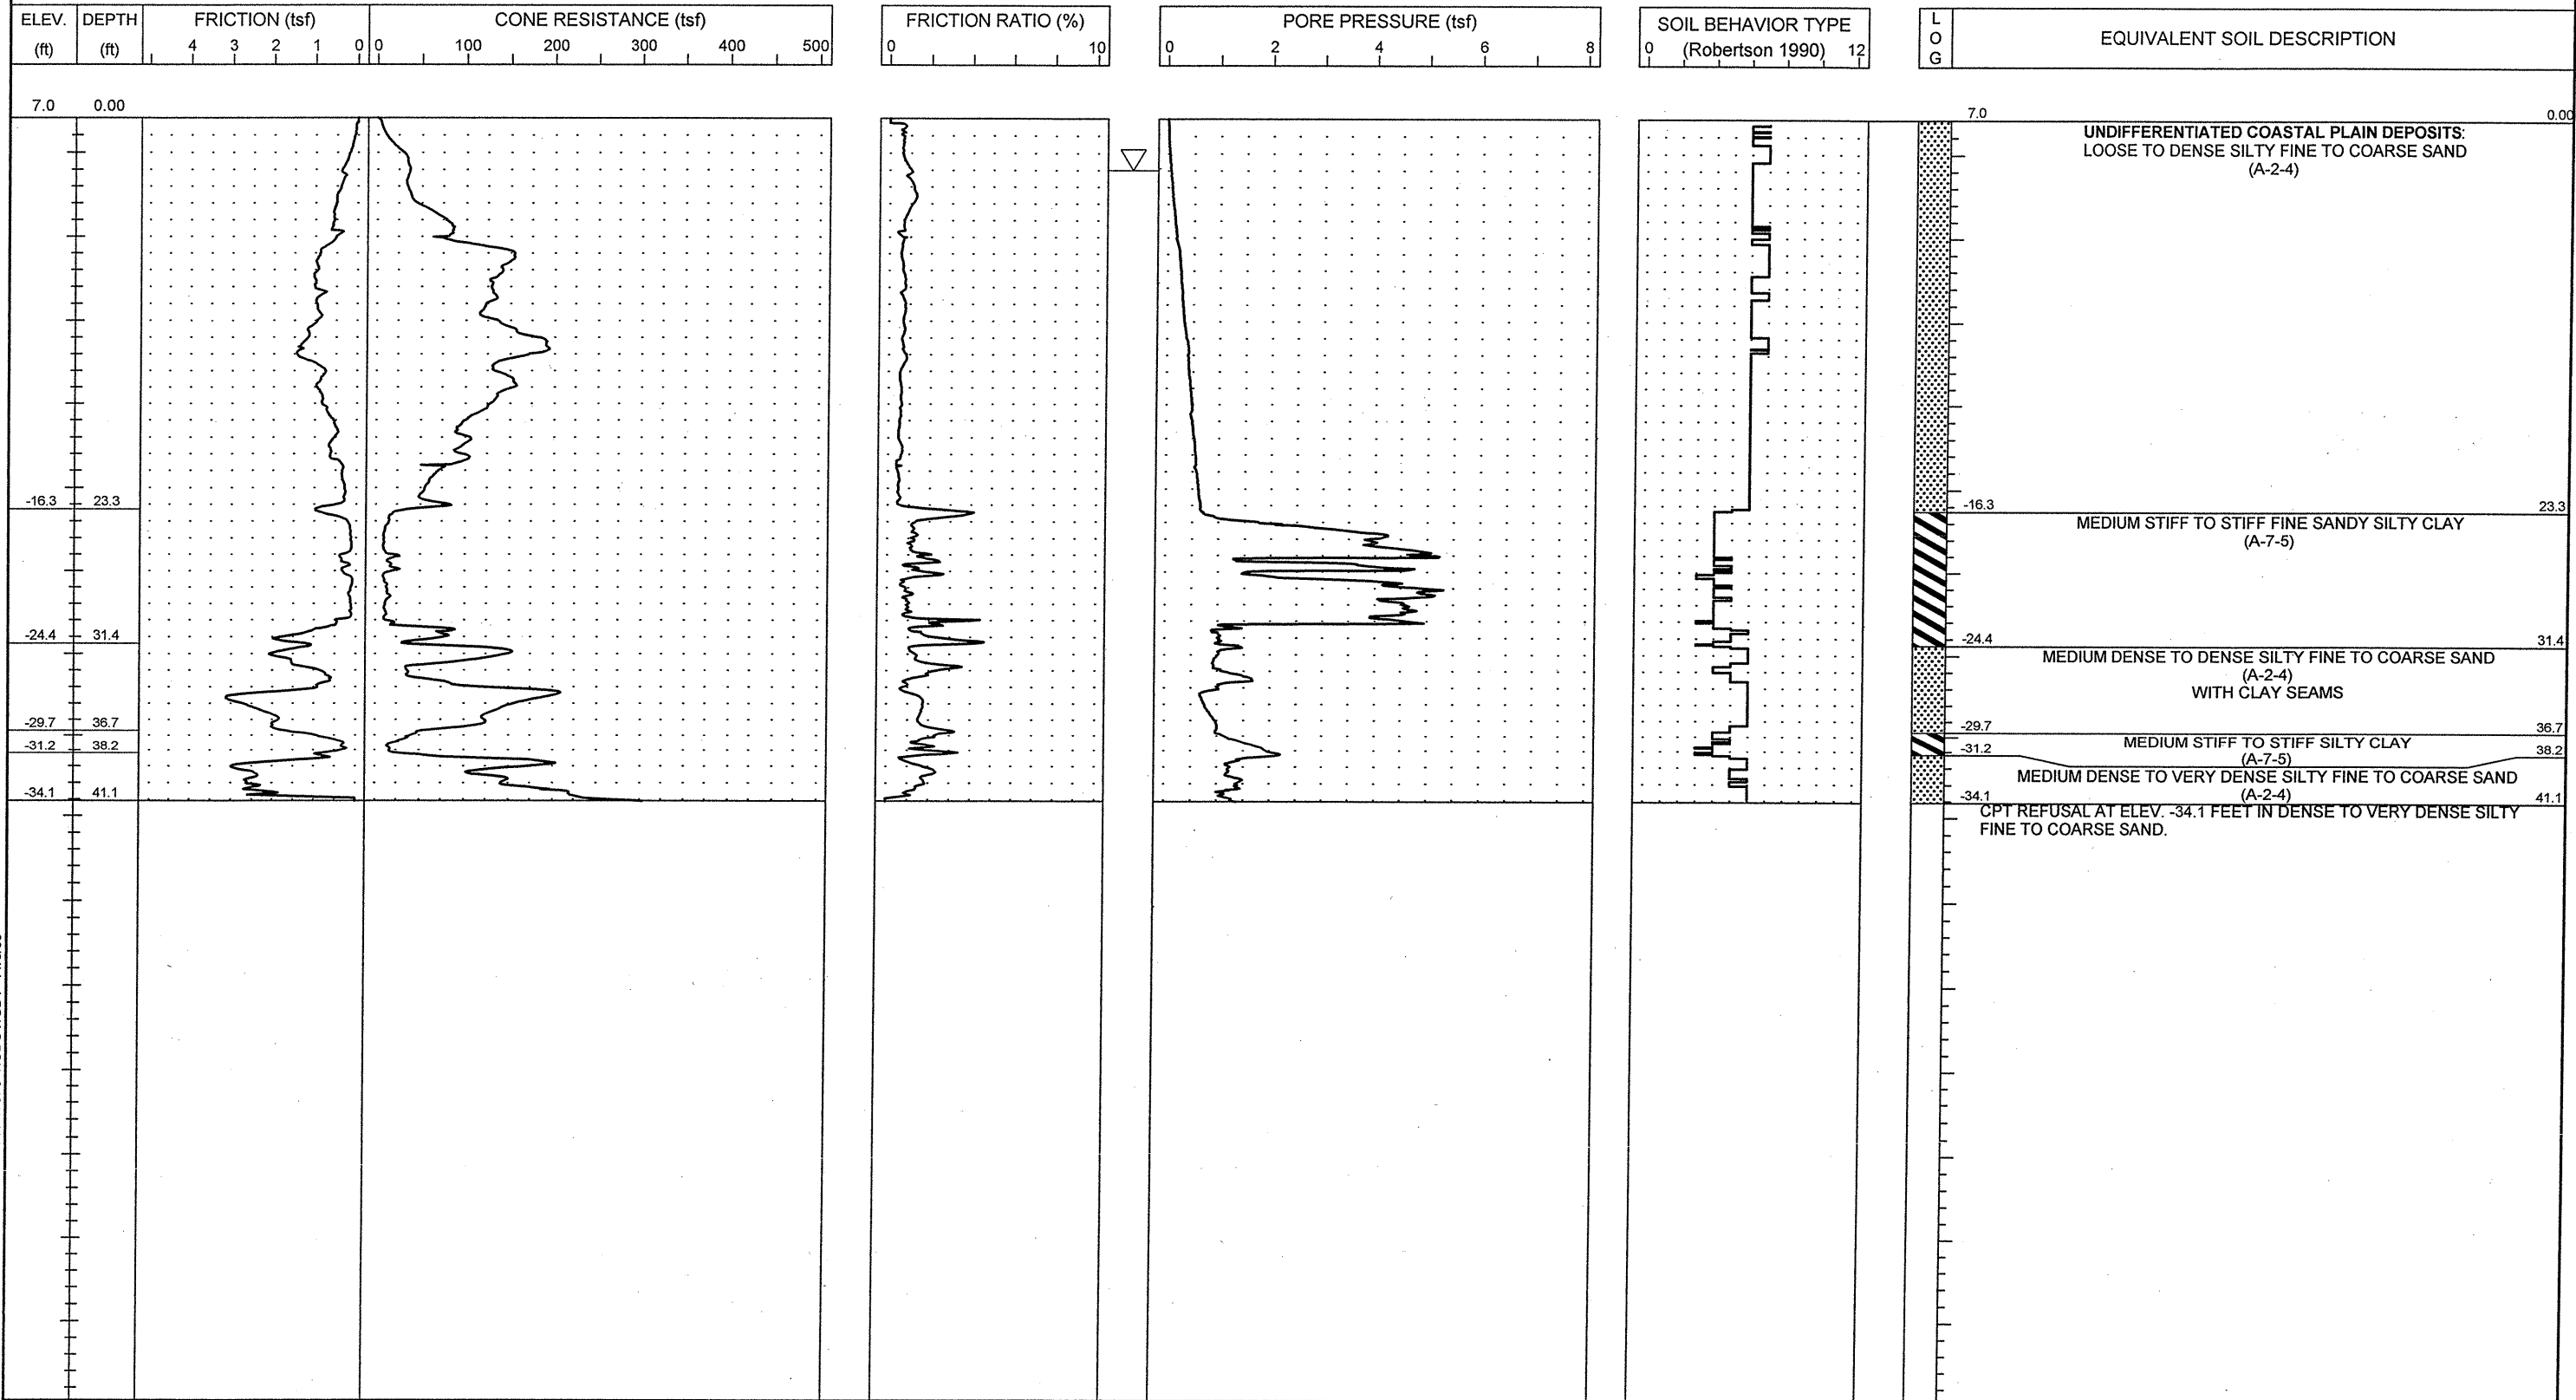 ELEV.
(ft)
DEPTH
(ft)
FRICTION (tsf)
4 3 2 1 0
CONE RESISTANCE (tsf)
0 100 200 300 400 500
FRICTION RATIO (%)
0 10
PORE PRESSURE (tsf)
0 2 4 6 8
SOIL BEHAVIOR TYPE
(Robertson 1990)
0 12
L
O
G
EQUIVALENT SOIL DESCRIPTION
7.0 0.00
7.0 0.00
UNDIFFERENTIATED COASTAL PLAIN DEPOSITS:
LOOSE TO DENSE SILTY FINE TO COARSE SAND
(A-2-4)
-16.3 23.3
-16.3 23.3
MEDIUM STIFF TO STIFF FINE SANDY SILTY CLAY
(A-7-5)
-24.4 31.4
-24.4 31.4
MEDIUM DENSE TO DENSE SILTY FINE TO COARSE SAND
(A-2-4)
WITH CLAY SEAMS
-29.7 36.7
-29.7 36.7
MEDIUM STIFF TO STIFF SILTY CLAY
-31.2 38.2
-31.2 38.2
(A-7-5)
MEDIUM DENSE TO VERY DENSE SILTY FINE TO COARSE SAND
(A-2-4)
-34.1 41.1
-34.1 41.1
CPT REFUSAL AT ELEV. -34.1 FEET IN DENSE TO VERY DENSE SILTY
FINE TO COARSE SAND.